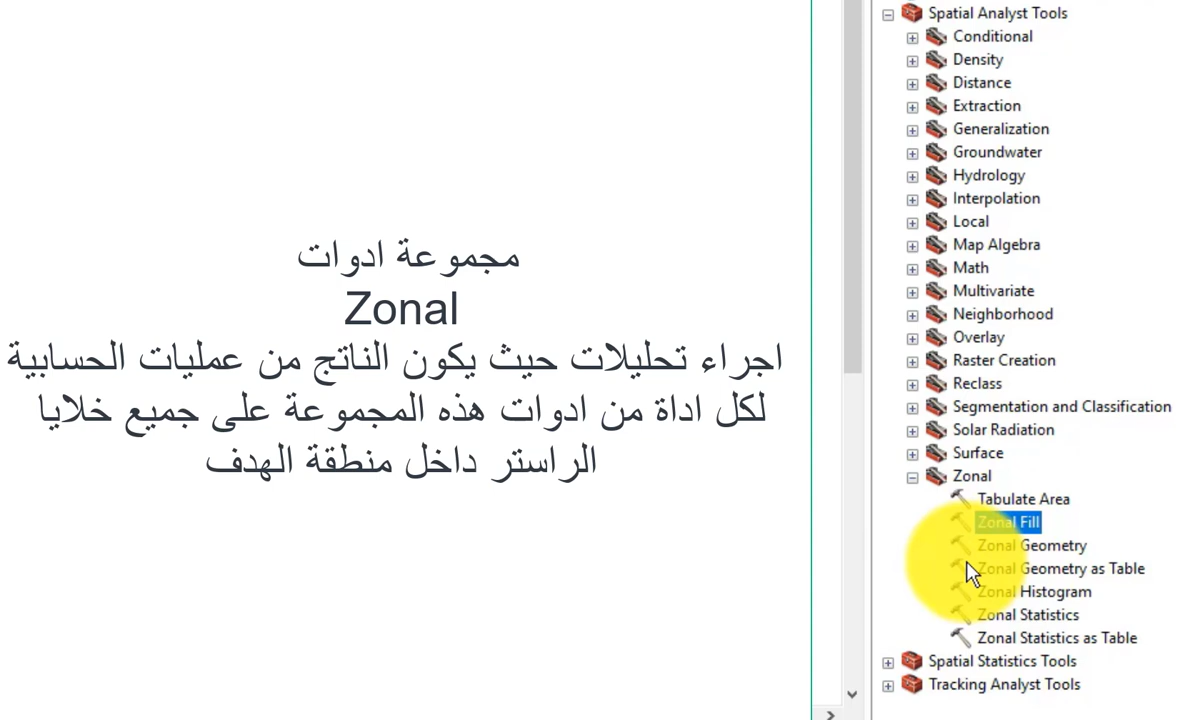 مجموعة ادوات
Zonal
اجراء تحليلات حيث يكون الناتج من عمليات الحسابية
لكل اداة من ادوات هذه المجموعة على جميع خلايا
الراستر داخل منطقة الهدف
Spatial Analyst Tools
Conditional
Density
Distance
Extraction
Generalization
Groundwater
Hydrology
Interpolation
Local
Map Algebra
Math
Multivariate
Neighborhood
Overlay
Raster Creation
Reclass
Segmentation and Classification
Solar Radiation
Surface
Zonal
Tabulate Area
Zonal Fill
Zonal Geometry
Zonal Geometry as Table
Zonal Histogram
Zonal Statistics
Zonal Statistics as Table
Spatial Statistics Tools
Tracking Analyst Tools